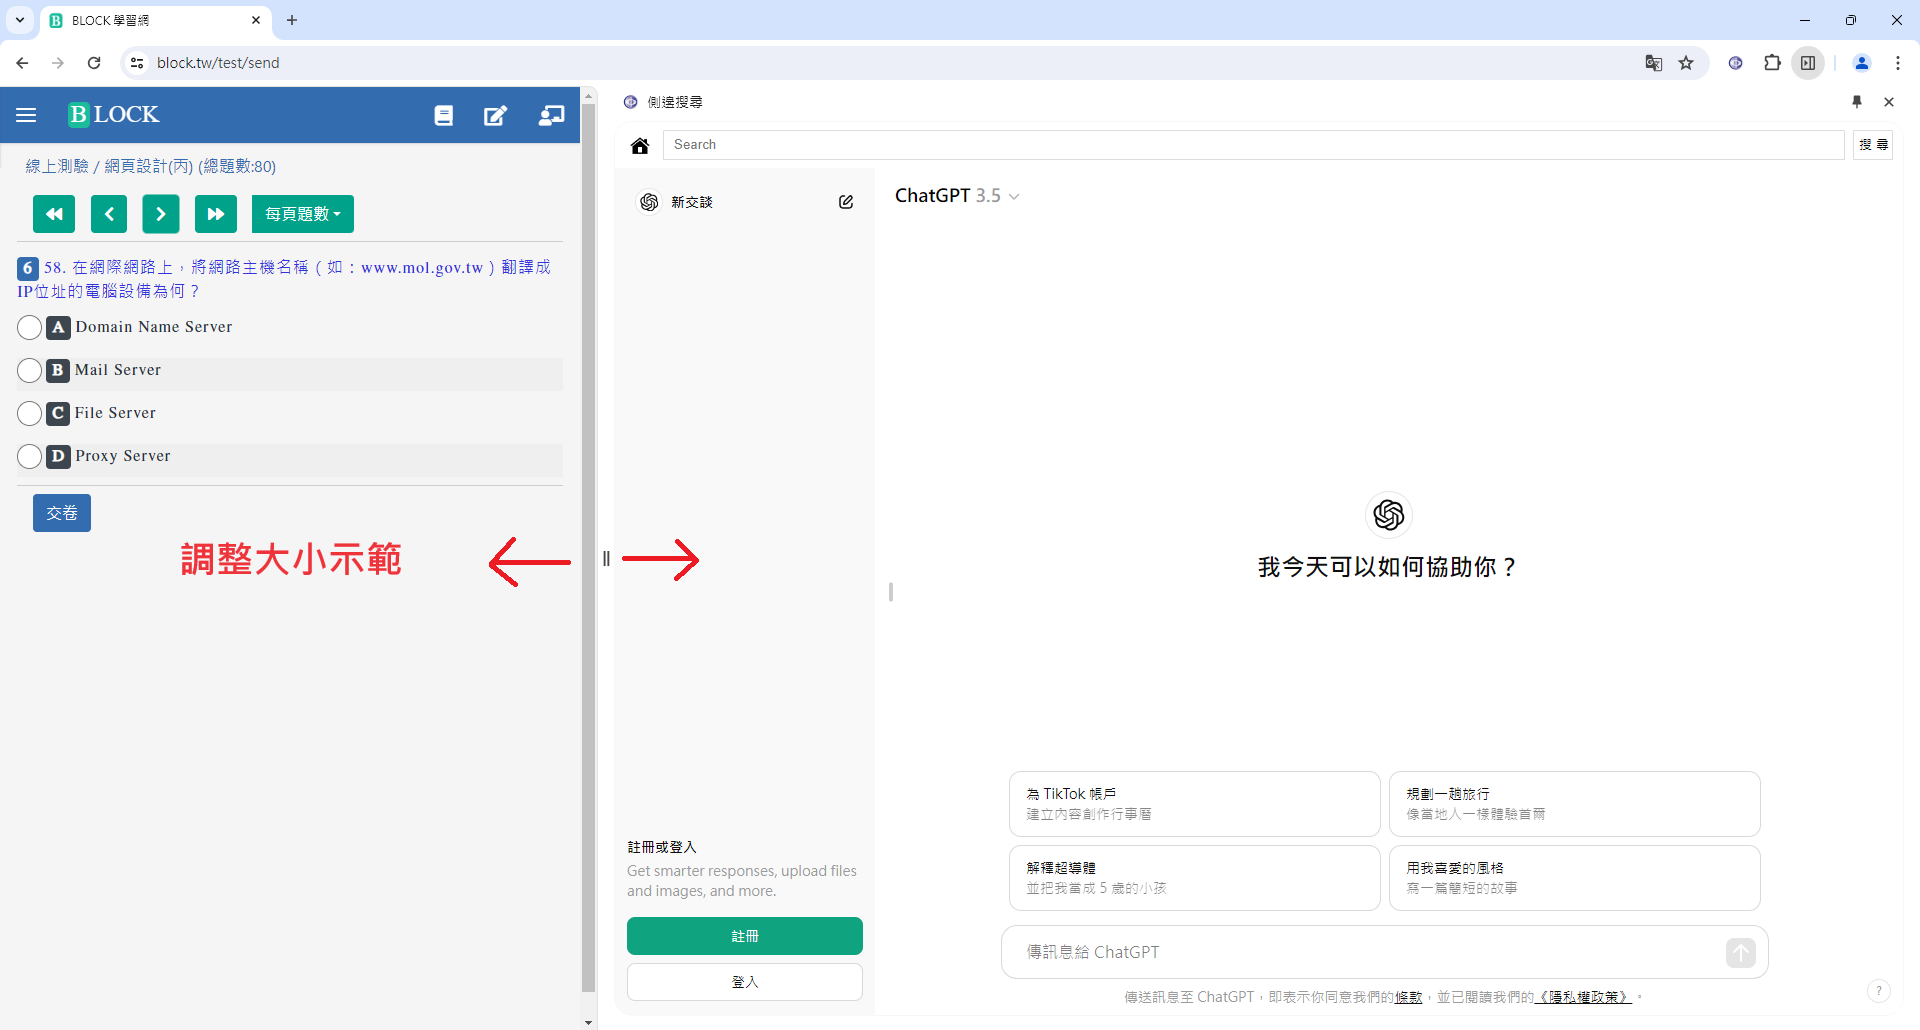 BLOCK 學習網
block.tw/test/send
BLOCK
線上測驗 / 網頁設計(丙) (總題數:80)
每頁題數
6 58. 在網際網路上，將網路主機名稱（如：www.mol.gov.tw）翻譯成
IP位址的電腦設備為何？
A Domain Name Server
B Mail Server
C File Server
D Proxy Server
交卷
調整大小示範
側邊搜尋
Search
搜 尋
新交談
ChatGPT 3.5
我今天可以如何協助你？
為 TikTok 帳戶
建立內容創作行事曆
規劃一趟旅行
像當地人一樣體驗首爾
解釋超導體
並把我當成 5 歲的小孩
用我喜愛的風格
寫一篇簡短的故事
註冊或登入
Get smarter responses, upload files
and images, and more.
註冊
登入
傳訊息給 ChatGPT
傳送訊息至 ChatGPT，即表示你同意我們的條款，並已閱讀我們的《隱私權政策》。
?